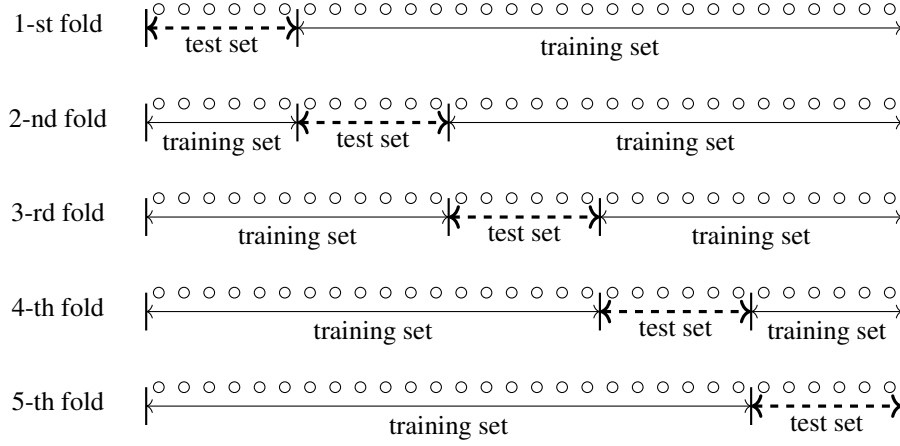 1-st fold
test set training set
2-nd fold
training set test set training set
3-rd fold
training set test set training set
4-th fold
training set test set training set
5-th fold
training set test set